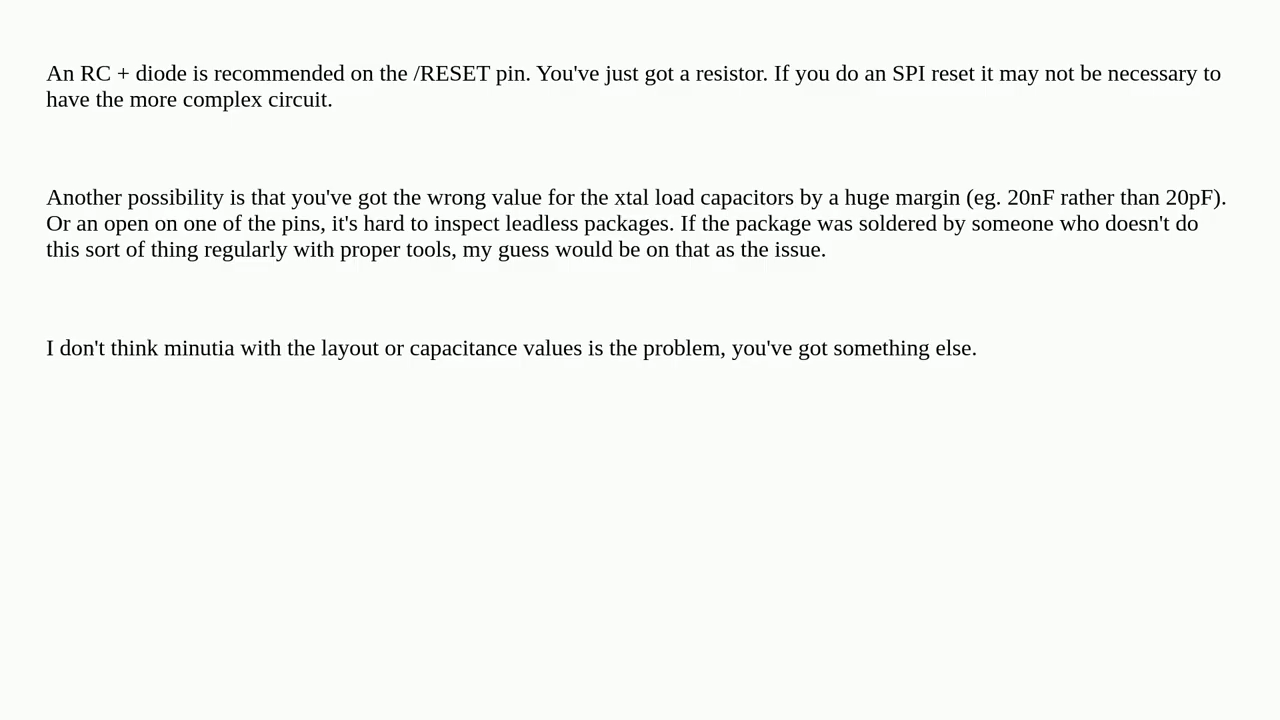 An RC + diode is recommended on the /RESET pin. You've just got a resistor. If you do an SPI reset it may not be necessary to
have the more complex circuit.
Another possibility is that you've got the wrong value for the xtal load capacitors by a huge margin (eg. 20nF rather than 20pF).
Or an open on one of the pins, it's hard to inspect leadless packages. If the package was soldered by someone who doesn't do
this sort of thing regularly with proper tools, my guess would be on that as the issue.
I don't think minutia with the layout or capacitance values is the problem, you've got something else.